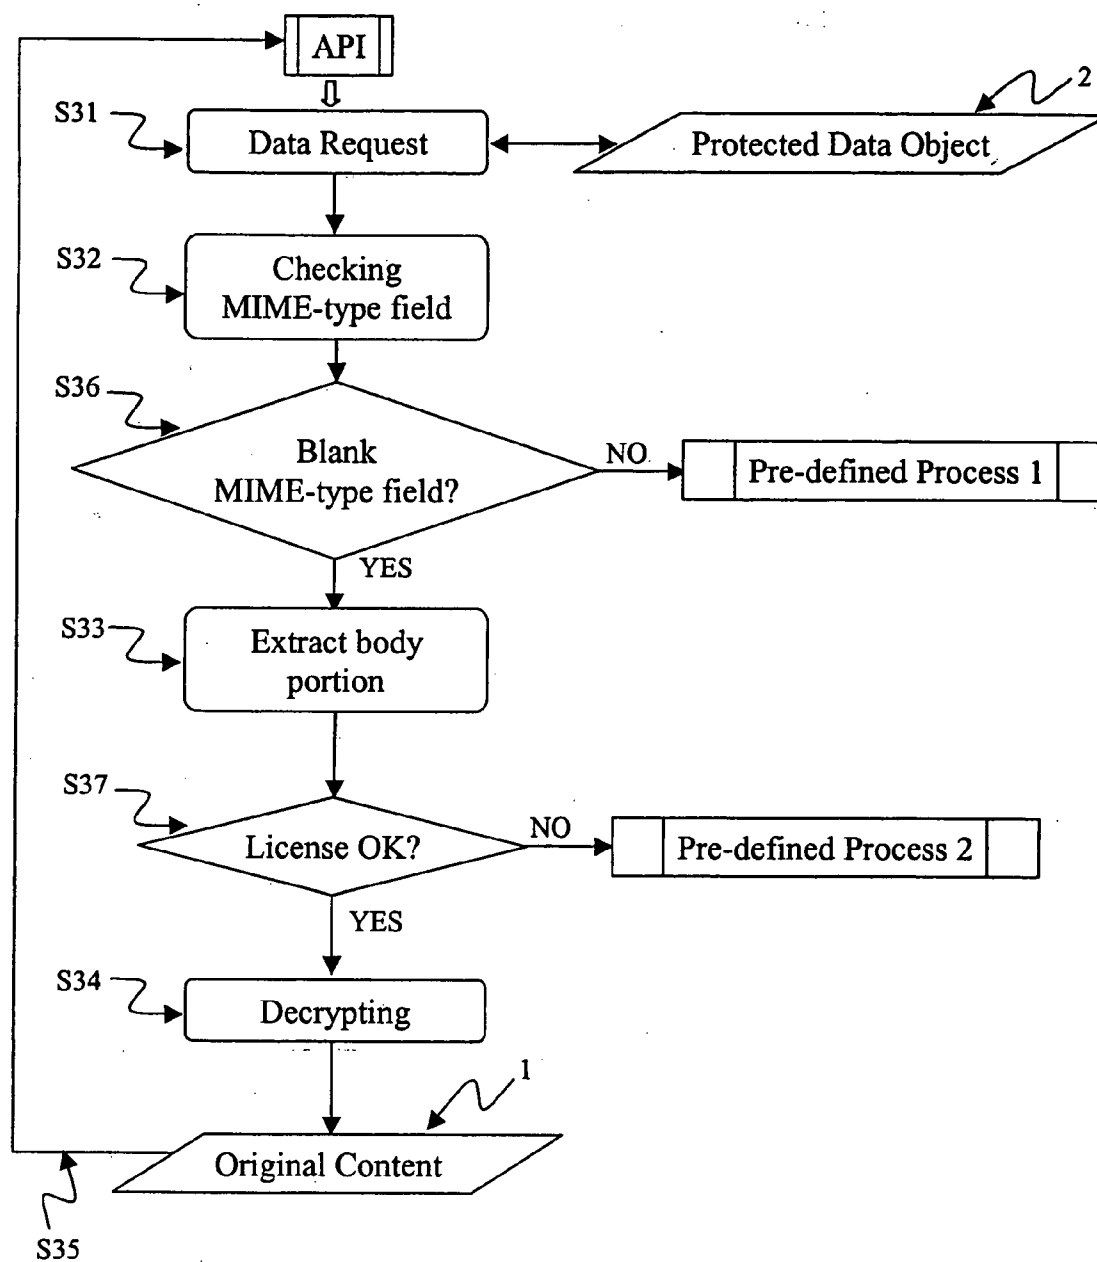 API
S31
Data Request
Protected Data Object
2
S32
Checking
MIME-type field
S36
Blank
MIME-type field?
NO
Pre-defined Process 1
YES
S33
Extract body
portion
S37
License OK?
NO
Pre-defined Process 2
YES
S34
Decrypting
1
Original Content
S35